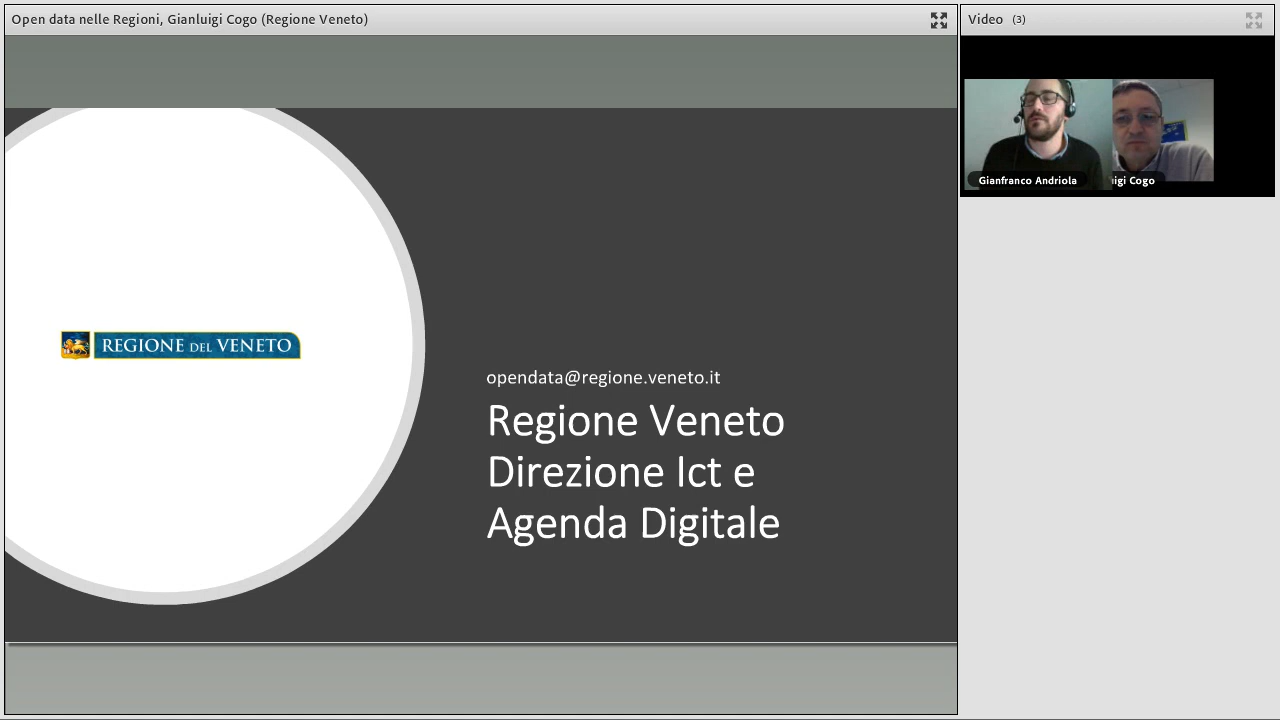 Open data nelle Regioni, Gianluigi Cogo (Regione Veneto)
Video (3)
Gianfranco Andriola
igi Cogo
REGIONE DEL VENETO
opendata@regione.veneto.it
Regione Veneto
Direzione Ict e
Agenda Digitale